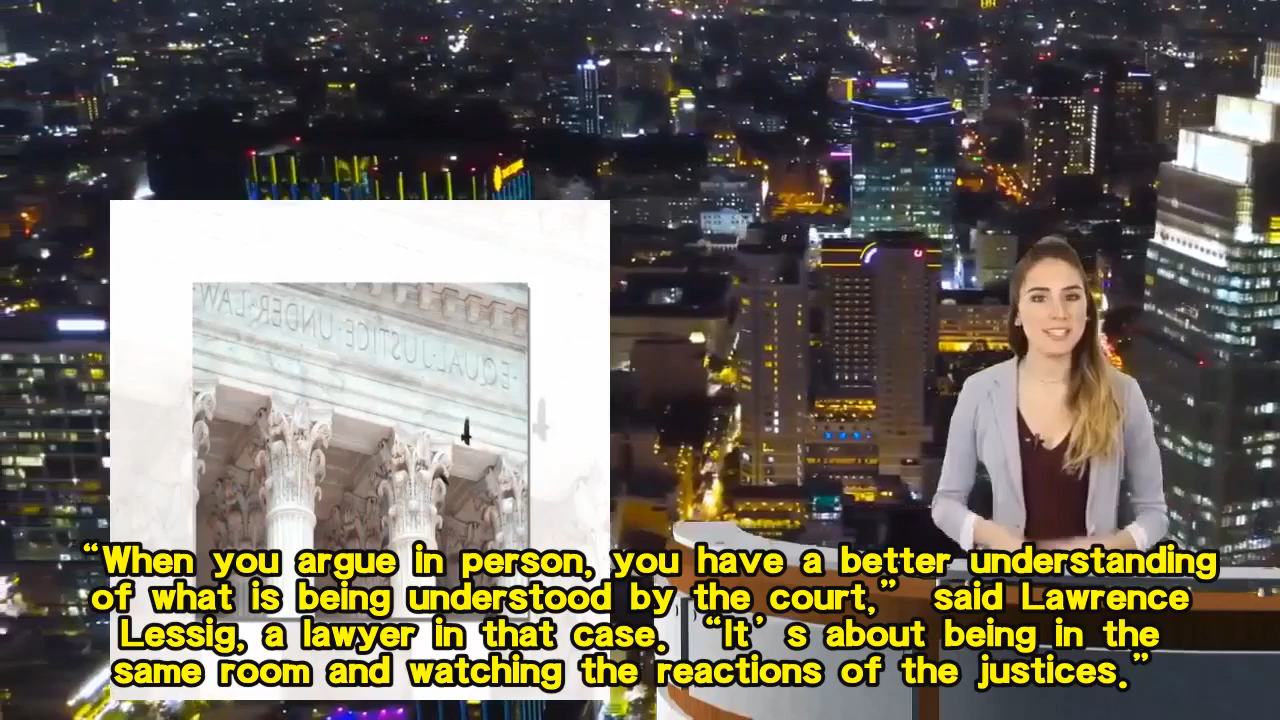 EQUAL·JUSTICE·UNDER·LAW
“When you argue in person, you have a better understanding
of what is being understood by the court,” said Lawrence
Lessig, a lawyer in that case. “It’s about being in the
same room and watching the reactions of the justices.”